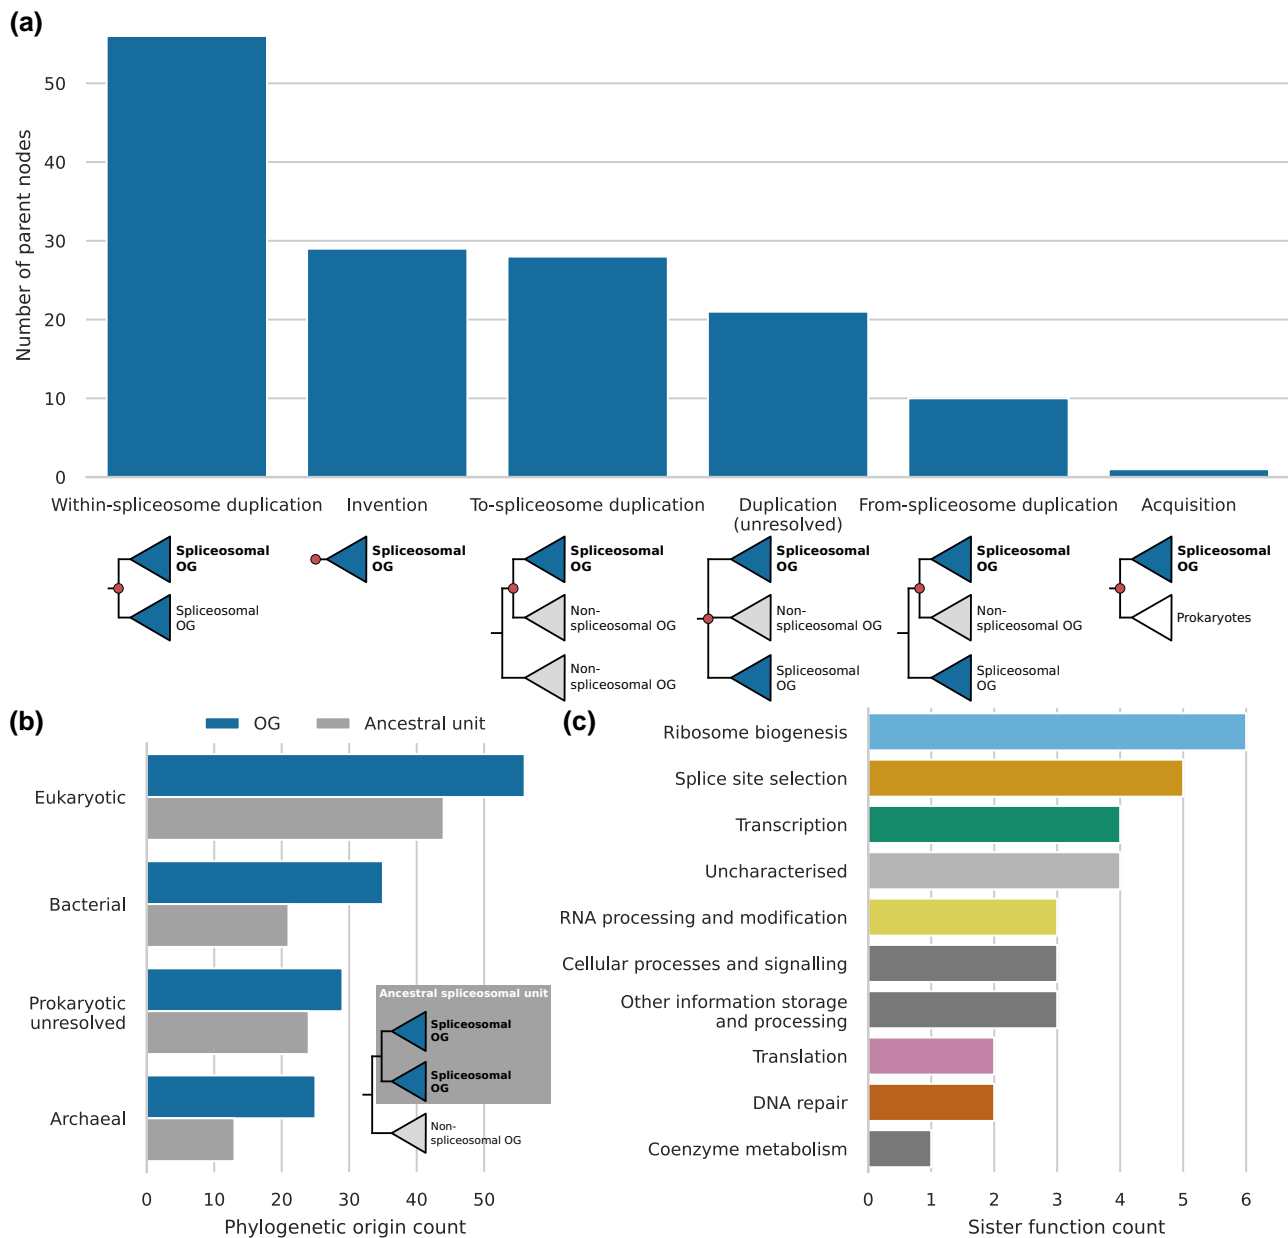 (a)
Number of parent nodes
50
40
30
20
10
0
Within-spliceosome duplication
Invention
To-spliceosome duplication
Duplication
(unresolved)
From-spliceosome duplication
Acquisition
Spliceosomal
OG
Spliceosomal
OG
Spliceosomal
OG
Spliceosomal
OG
Non-
spliceosomal OG
Non-
spliceosomal OG
Spliceosomal
OG
Non-
spliceosomal OG
Spliceosomal
OG
Spliceosomal
OG
Non-
spliceosomal OG
Spliceosomal
OG
Spliceosomal
OG
Prokaryotes
(b)
OG
Ancestral unit
Eukaryotic
Bacterial
Prokaryotic
unresolved
Archaeal
Ancestral spliceosomal unit
Spliceosomal
OG
Spliceosomal
OG
Non-
spliceosomal OG
0
10
20
30
40
50
Phylogenetic origin count
(c)
Ribosome biogenesis
Splice site selection
Transcription
Uncharacterised
RNA processing and modification
Cellular processes and signalling
Other information storage
and processing
Translation
DNA repair
Coenzyme metabolism
0
1
2
3
4
5
6
Sister function count